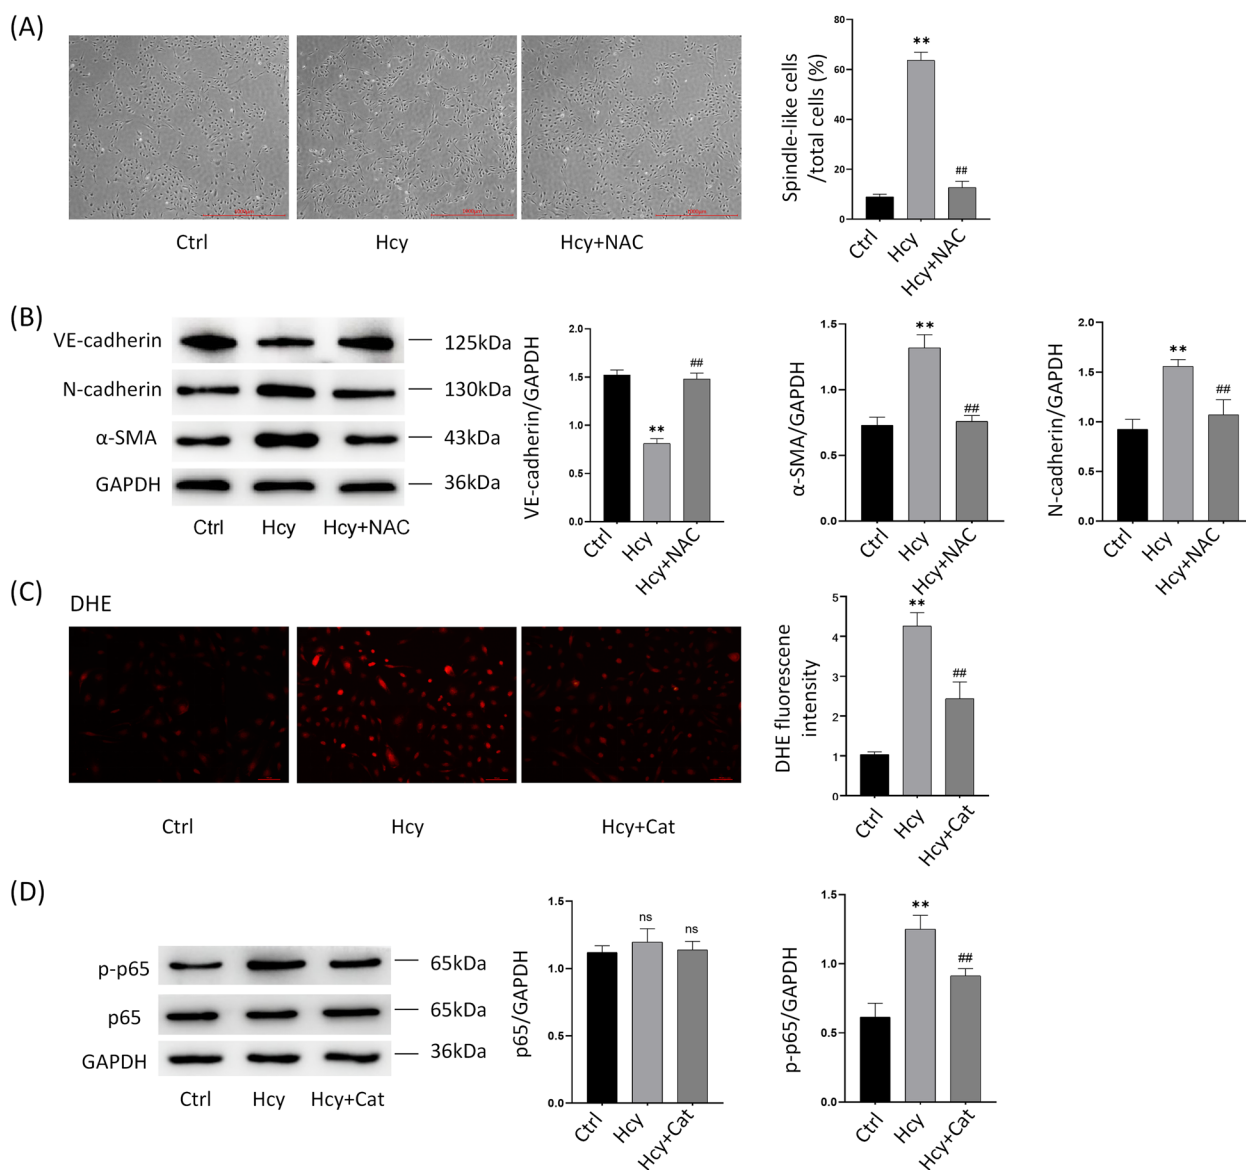 (A)
Ctrl
Hcy
Hcy+NAC
Spindle-like cells
/total cells (%)
80
60
40
20
0
**
##
Ctrl
Hcy
Hcy+NAC
(B)
VE-cadherin
125kDa
N-cadherin
130kDa
α-SMA
43kDa
GAPDH
36kDa
Ctrl
Hcy
Hcy+NAC
VE-cadherin/GAPDH
2.0
1.5
1.0
0.5
0.0
**
##
Ctrl
Hcy
Hcy+NAC
α-SMA/GAPDH
1.5
1.0
0.5
0.0
**
##
Ctrl
Hcy
Hcy+NAC
N-cadherin/GAPDH
2.0
1.5
1.0
0.5
0.0
**
##
Ctrl
Hcy
Hcy+NAC
(C)
DHE
Ctrl
Hcy
Hcy+Cat
DHE fluorescene
intensity
5
4
3
2
1
0
**
##
Ctrl
Hcy
Hcy+Cat
(D)
p-p65
65kDa
p65
65kDa
GAPDH
36kDa
Ctrl
Hcy
Hcy+Cat
p65/GAPDH
1.5
1.0
0.5
0.0
ns
ns
Ctrl
Hcy
Hcy+Cat
p-p65/GAPDH
1.5
1.0
0.5
0.0
**
##
Ctrl
Hcy
Hcy+Cat